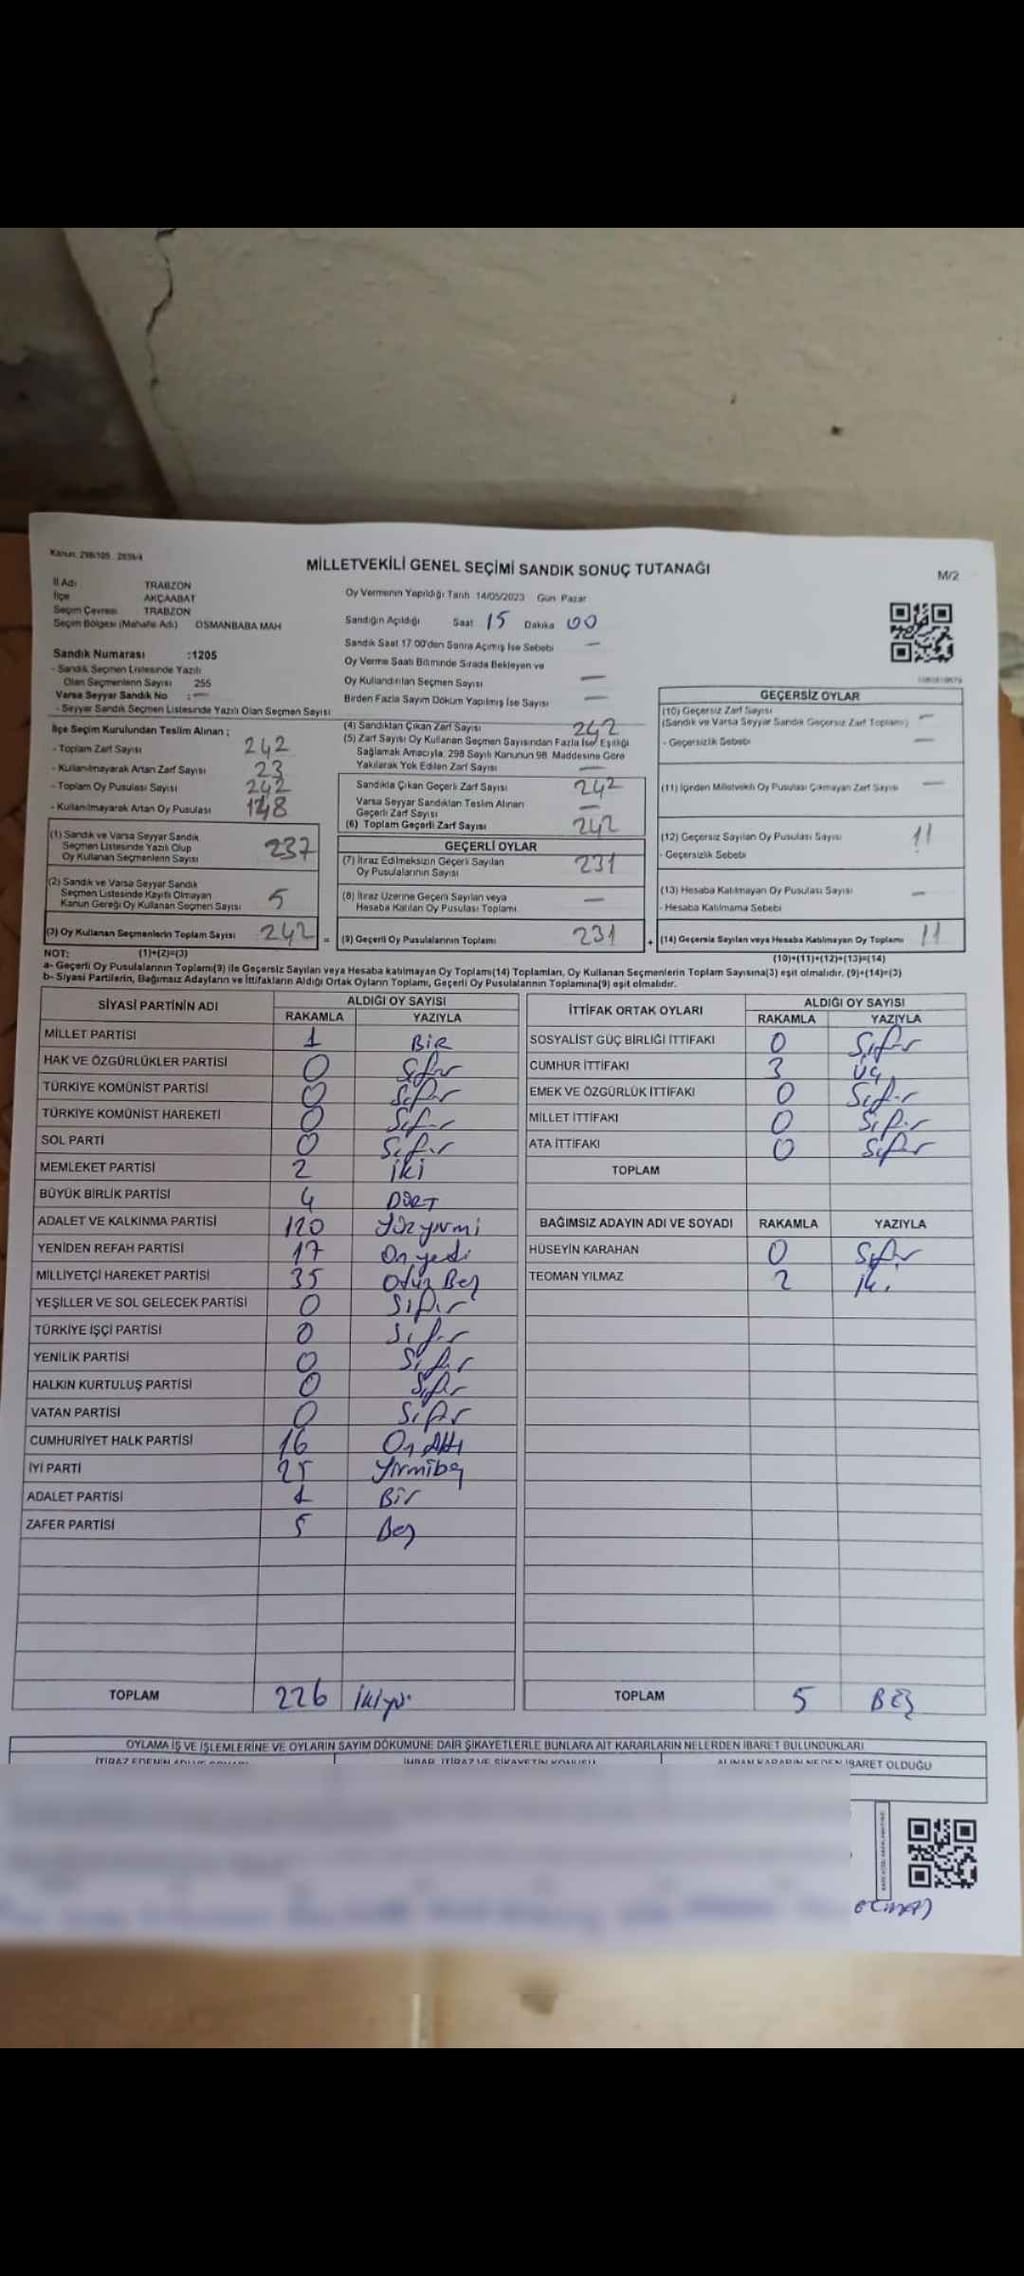 Kanun: 298/105 2839/4
MİLLETVEKİLİ GENEL SEÇİMİ SANDIK SONUÇ TUTANAĞI
M/2
İl Adı TRABZON
İlçe AKÇAABAT
Seçim Çevresi TRABZON
Seçim Bölgesi (Mahalle Adı) OSMANBABA MAH
Oy Vermenin Yapıldığı Tarih 14/05/2023 Gün Pazar
Sandığın Açıldığı Saat 15 Dakika 00
Sandık Saat 17:00'den Sonra Açmış İse Sebebi —
Oy Verme Saati Bitiminde Sırada Bekleyen ve
Oy Kullandırılan Seçmen Sayısı —
Birden Fazla Sayım Döküm Yapılmış İse Sayısı —
Sandık Numarası :1205
- Sandık Seçmen Listesinde Yazılı
Olan Seçmenlerin Sayısı 255
Varsa Seyyar Sandık No : —
- Seyyar Sandık Seçmen Listesinde Yazılı Olan Seçmen Sayısı
İlçe Seçim Kurulundan Teslim Alınan ;
- Toplam Zarf Sayısı 242
- Kullanılmayarak Artan Zarf Sayısı 23
- Toplam Oy Pusulası Sayısı 242
- Kullanılmayarak Artan Oy Pusulası
(1) Sandık ve Varsa Seyyar Sandık
Seçmen Listesinde Yazılı Olup
Oy Kullanan Seçmenlerin Sayısı 237
(2) Sandık ve Varsa Seyyar Sandık
Seçmen Listesinde Kayıtlı Olmayan
Kanun Gereği Oy Kullanan Seçmen Sayısı 5
(3) Oy Kullanan Seçmenlerin Toplam Sayısı 242 =
(4) Sandıktan Çıkan Zarf Sayısı 242
(5) Zarf Sayısı Oy Kullanan Seçmen Sayısından Fazla İse, Eşitliği
Sağlamak Amacıyla, 298 Sayılı Kanunun 98. Maddesine Göre
Yakılarak Yok Edilen Zarf Sayısı —
Sandıkta Çıkan Geçerli Zarf Sayısı 242
Varsa Seyyar Sandıktan Teslim Alınan
Geçerli Zarf Sayısı —
(6) Toplam Geçerli Zarf Sayısı 242
GEÇERLİ OYLAR
(7) İtiraz Edilmeksizin Geçerli Sayılan
Oy Pusulalarının Sayısı 231
(8) İtiraz Üzerine Geçerli Sayılan veya
Hesaba Katılan Oy Pusulası Toplamı —
(9) Geçerli Oy Pusulalarının Toplamı 231 +
GEÇERSİZ OYLAR
(10) Geçersiz Zarf Sayısı
(Sandık ve Varsa Seyyar Sandık Geçersiz Zarf Toplamı) —
- Geçersizlik Sebebi —
(11) İçinden Milletvekili Oy Pusulası Çıkmayan Zarf Sayısı —
(12) Geçersiz Sayılan Oy Pusulası Sayısı 11
- Geçersizlik Sebebi
(13) Hesaba Katılmayan Oy Pusulası Sayısı —
- Hesaba Katılmama Sebebi
(14) Geçersiz Sayılan veya Hesaba Katılmayan Oy Toplamı 11
NOT: (1)+(2)=(3) (10)+(11)+(12)+(13)=(14)
a- Geçerli Oy Pusulalarının Toplamı(9) ile Geçersiz Sayılan veya Hesaba katılmayan Oy Toplamı(14) Toplamları, Oy Kullanan Seçmenlerin Toplam Sayısına(3) eşit olmalıdır. (9)+(14)=(3)
b- Siyasi Partilerin, Bağımsız Adayların ve İttifakların Aldığı Ortak Oyların Toplamı, Geçerli Oy Pusulalarının Toplamına(9) eşit olmalıdır.
SİYASİ PARTİNİN ADI ALDIĞI OY SAYISI
RAKAMLA YAZIYLA
MİLLET PARTİSİ 1 BİR
HAK VE ÖZGÜRLÜKLER PARTİSİ 0 Sıfır
TÜRKİYE KOMÜNİST PARTİSİ 0 Sıfır
TÜRKİYE KOMÜNİST HAREKETİ 0 Sıfır
SOL PARTİ 0 Sıfır
MEMLEKET PARTİSİ 2 iki
BÜYÜK BİRLİK PARTİSİ 4 DÖRT
ADALET VE KALKINMA PARTİSİ 120 Yüzyirmi
YENİDEN REFAH PARTİSİ 17 Onyedi
MİLLİYETÇİ HAREKET PARTİSİ 35 Otuz Beş
YEŞİLLER VE SOL GELECEK PARTİSİ 0 Sıfır
TÜRKİYE İŞÇİ PARTİSİ 0 Sıfır
YENİLİK PARTİSİ 0 Sıfır
HALKIN KURTULUŞ PARTİSİ 0 Sıfır
VATAN PARTİSİ 0 Sıfır
CUMHURİYET HALK PARTİSİ 16 On Altı
İYİ PARTİ 25 Yirmibeş
ADALET PARTİSİ 1 Bir
ZAFER PARTİSİ 5 Beş
TOPLAM 226 İkiyü
İTTİFAK ORTAK OYLARI ALDIĞI OY SAYISI
RAKAMLA YAZIYLA
SOSYALİST GÜÇ BİRLİĞİ İTTİFAKI 0 Sıfır
CUMHUR İTTİFAKI 3 üç
EMEK VE ÖZGÜRLÜK İTTİFAKI 0 Sıfır
MİLLET İTTİFAKI 0 Sıfır
ATA İTTİFAKI 0 Sıfır
TOPLAM
BAĞIMSIZ ADAYIN ADI VE SOYADI RAKAMLA YAZIYLA
HÜSEYİN KARAHAN 0 Sıfır
TEOMAN YILMAZ 2 iki
TOPLAM 5 BEŞ
OYLAMA İŞ VE İŞLEMLERİNE VE OYLARIN SAYIM DÖKÜMÜNE DAİR ŞİKAYETLERLE BUNLARA AİT KARARLARIN NELERDEN İBARET BULUNDUKLARI
İTİRAZ EDENİN ADI VE SOYADI İHBAR, İTİRAZ VE ŞİKAYETİN KONUSU ALINAN KARARIN NEDEN İBARET OLDUĞU